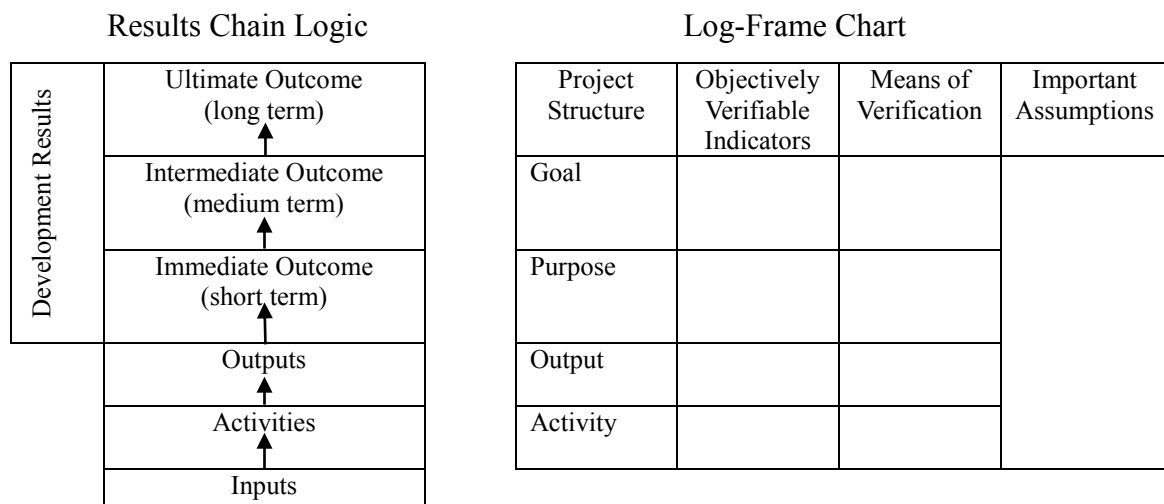 Results Chain Logic
Development Results
Ultimate Outcome
(long term)
Intermediate Outcome
(medium term)
Immediate Outcome
(short term)
Outputs
Activities
Inputs
Log-Frame Chart
Project
Structure
Objectively
Verifiable
Indicators
Means of
Verification
Important
Assumptions
Goal
Purpose
Output
Activity